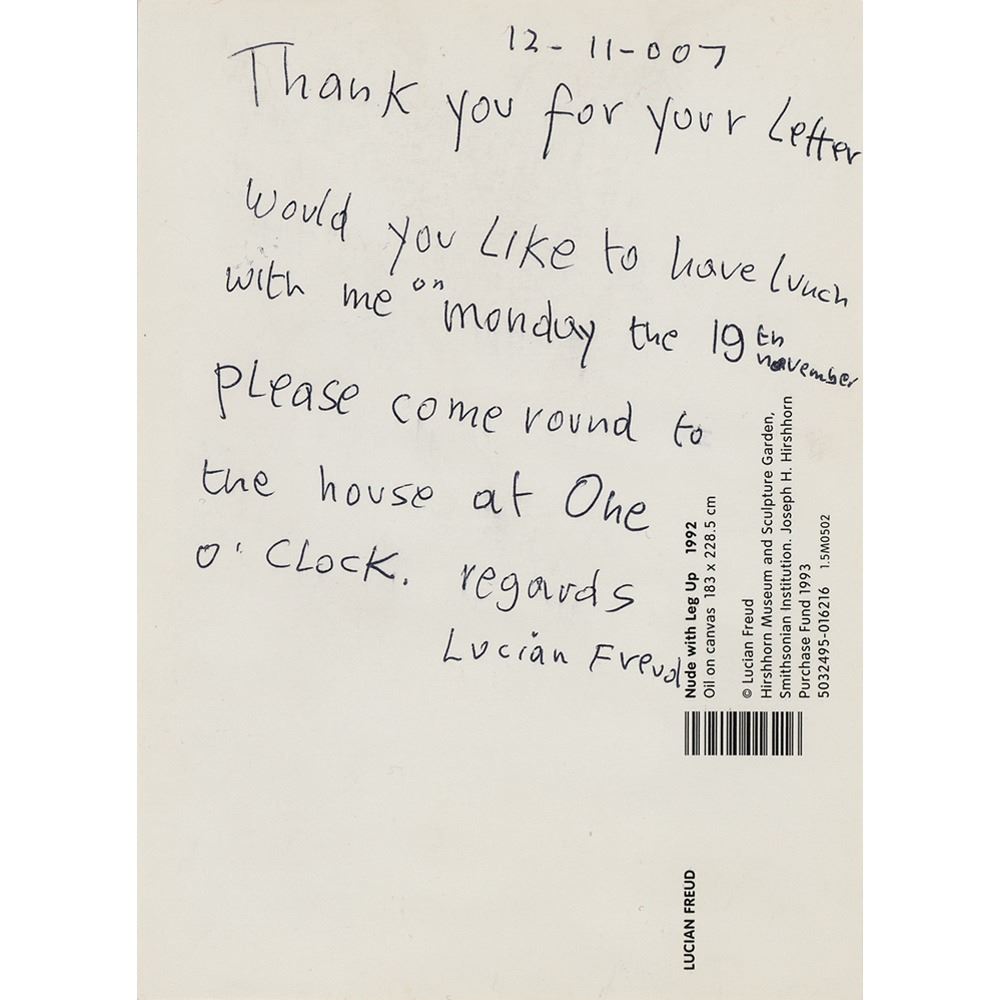 12-11-007
Thank you for your Letter
would you LIKE to have lunch
with me on monday the 19th november
please come round to
the house at One
o'CLOCK. regards
Lucian Freud
Nude with Leg Up 1992
Oil on canvas 183 x 228.5 cm
© Lucian Freud
Hirshhorn Museum and Sculpture Garden,
Smithsonian Institution. Joseph H. Hirshhorn
Purchase Fund 1993
5032495-016216 1.5M0502
LUCIAN FREUD